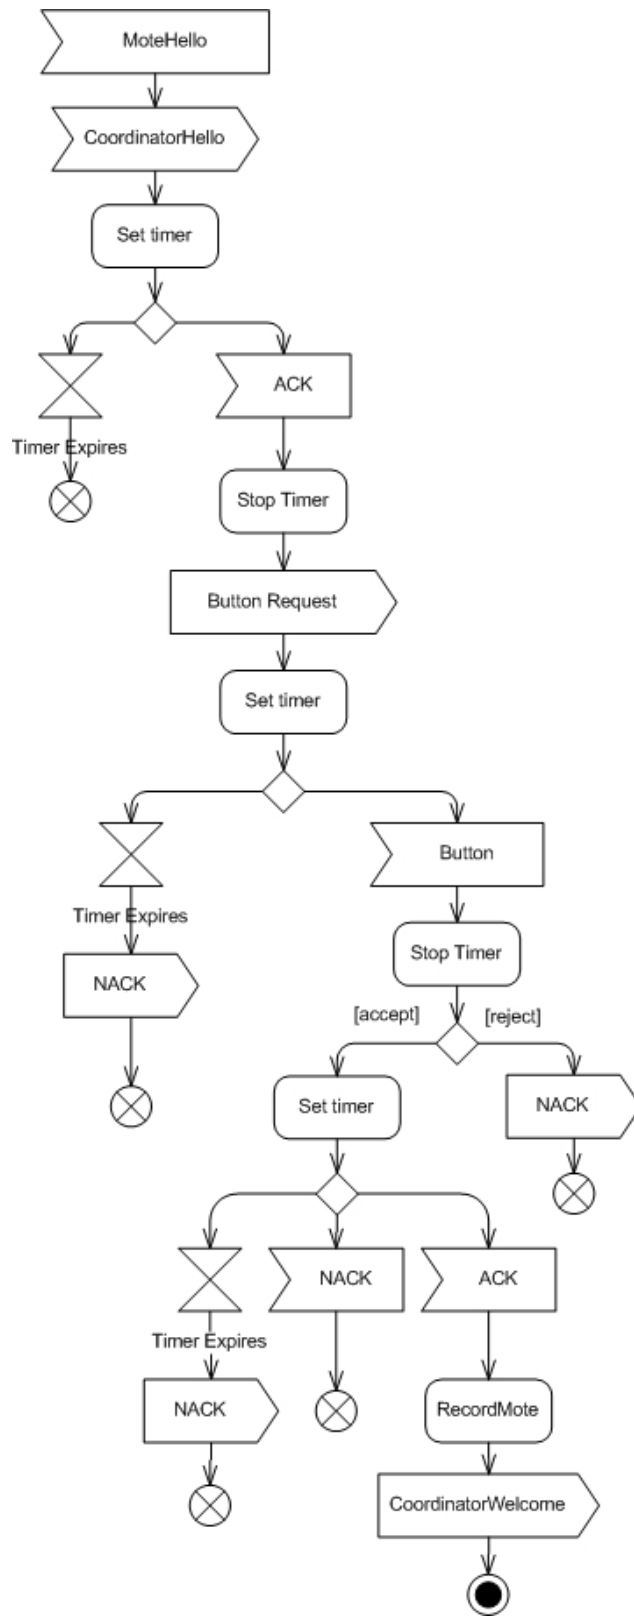 MoteHello
CoordinatorHello
Set timer
ACK
Timer Expires
Stop Timer
Button Request
Set timer
Button
Timer Expires
Stop Timer
NACK
[accept]
[reject]
Set timer
NACK
NACK
ACK
Timer Expires
NACK
RecordMote
CoordinatorWelcome